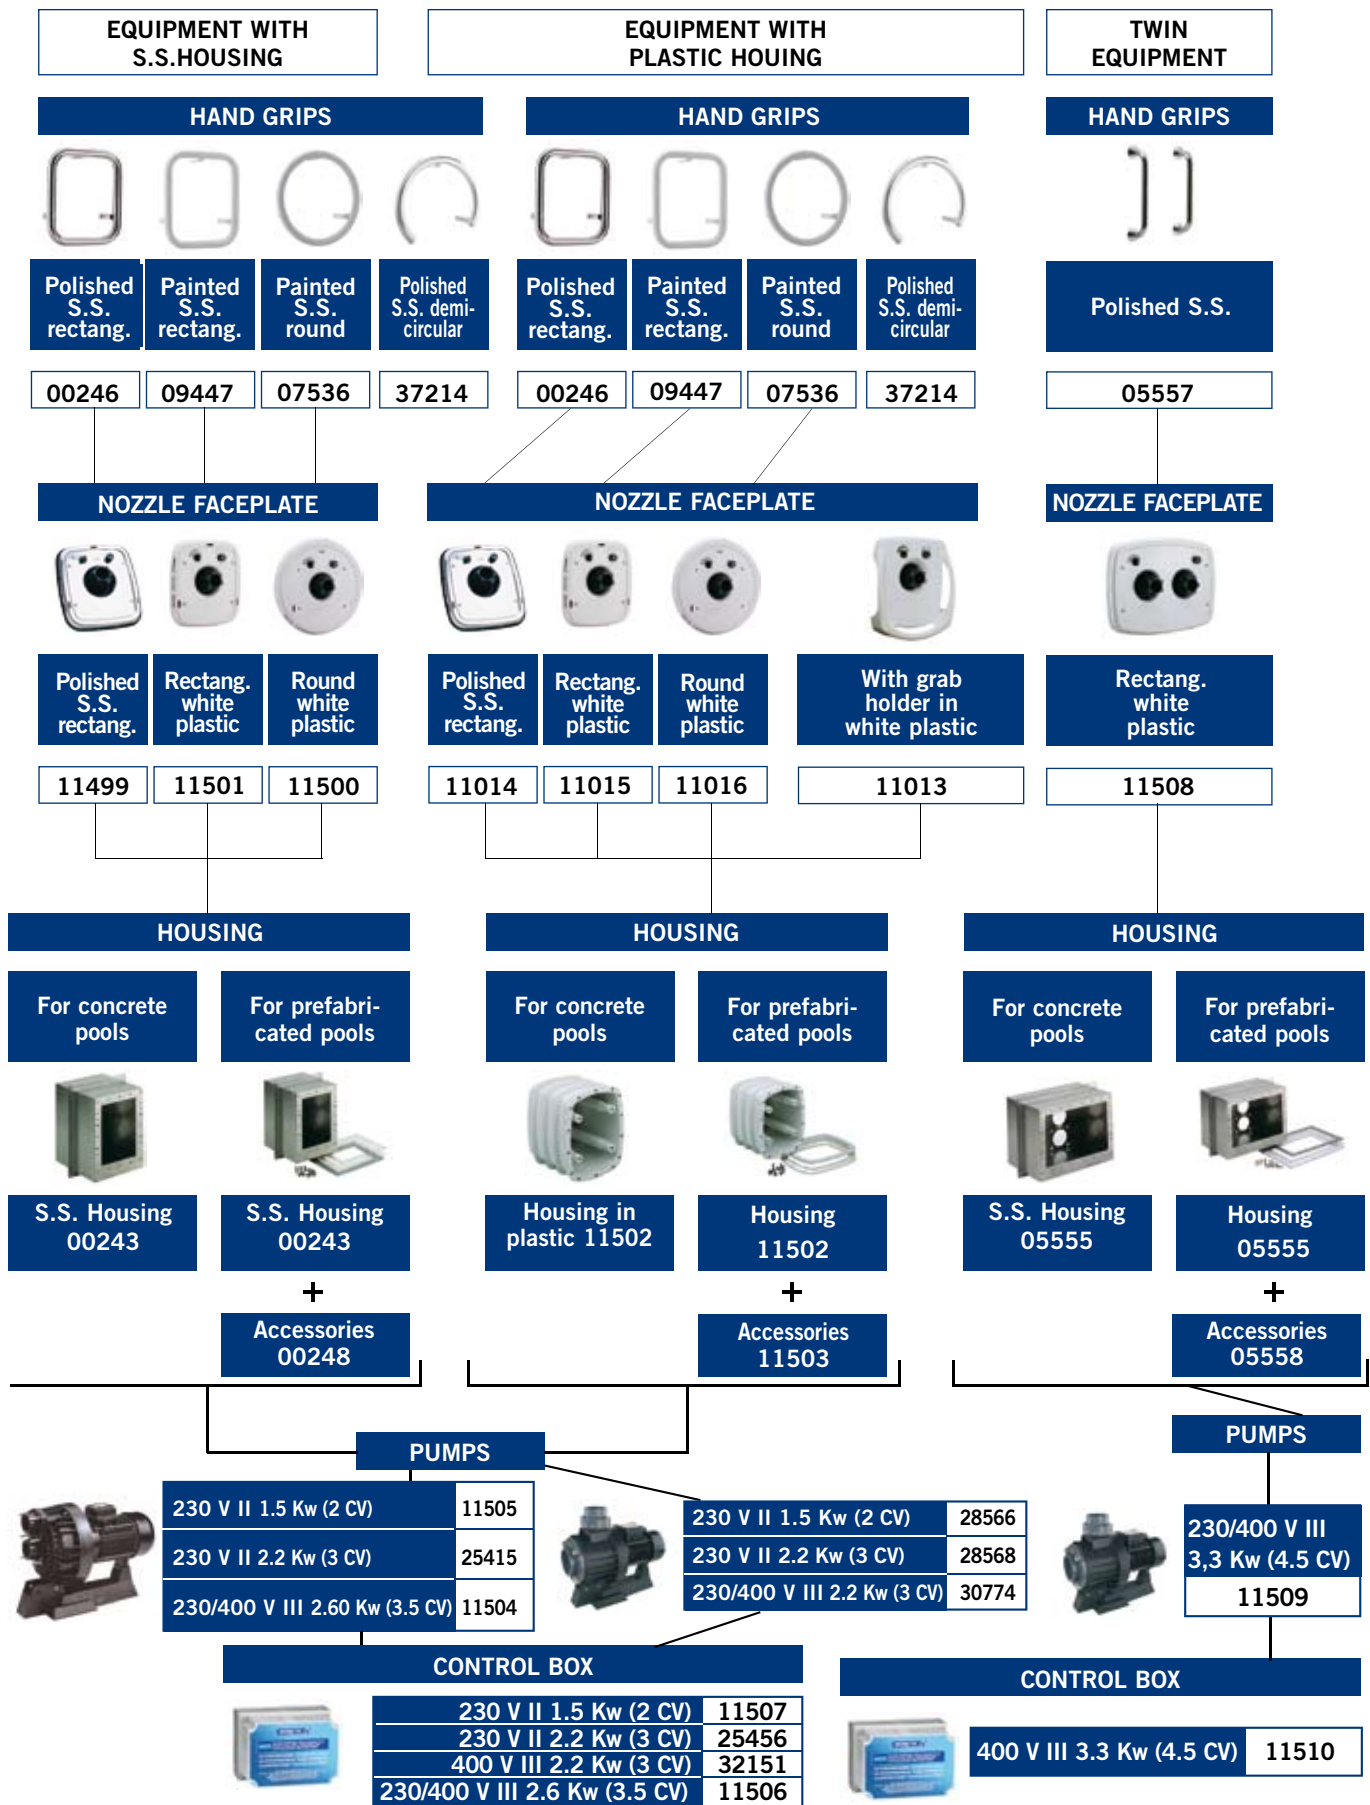 EQUIPMENT WITH
S.S.HOUSING
EQUIPMENT WITH
PLASTIC HOUING
TWIN
EQUIPMENT
HAND GRIPS
HAND GRIPS
HAND GRIPS
Polished
S.S.
rectang.
Painted
S.S.
rectang.
Painted
S.S.
round
Polished
S.S. demi-
circular
Polished
S.S.
rectang.
Painted
S.S.
rectang.
Painted
S.S.
round
Polished
S.S. demi-
circular
Polished S.S.
00246
09447
07536
37214
00246
09447
07536
37214
05557
NOZZLE FACEPLATE
NOZZLE FACEPLATE
NOZZLE FACEPLATE
Polished
S.S.
rectang.
Rectang.
white
plastic
Round
white
plastic
Polished
S.S.
rectang.
Rectang.
white
plastic
Round
white
plastic
With grab
holder in
white plastic
Rectang.
white
plastic
11499
11501
11500
11014
11015
11016
11013
11508
HOUSING
HOUSING
HOUSING
For concrete
pools
For prefabri-
cated pools
For concrete
pools
For prefabri-
cated pools
For concrete
pools
For prefabri-
cated pools
S.S. Housing
00243
S.S. Housing
00243
Housing in
plastic 11502
Housing
11502
S.S. Housing
05555
Housing
05555
+
+
+
Accessories
00248
Accessories
11503
Accessories
05558
PUMPS
PUMPS
230 V II 1.5 Kw (2 CV) 11505
230 V II 2.2 Kw (3 CV) 25415
230/400 V III 2.60 Kw (3.5 CV) 11504
230 V II 1.5 Kw (2 CV) 28566
230 V II 2.2 Kw (3 CV) 28568
230/400 V III 2.2 Kw (3 CV) 30774
230/400 V III
3,3 Kw (4.5 CV)
11509
CONTROL BOX
CONTROL BOX
230 V II 1.5 Kw (2 CV) 11507
230 V II 2.2 Kw (3 CV) 25456
400 V III 2.2 Kw (3 CV) 32151
230/400 V III 2.6 Kw (3.5 CV) 11506
400 V III 3.3 Kw (4.5 CV) 11510